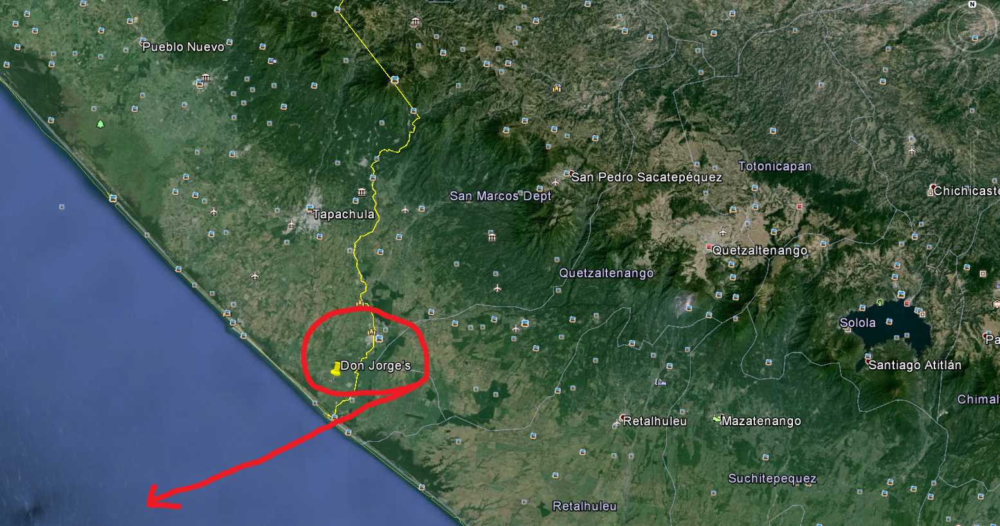 N
Pueblo Nuevo
Totonicapan
San Pedro Sacatepéquez
Chichicaste
San Marcos Dept
Tapachula
Quetzaltenango
Quetzaltenango
Solola
Pa
Don Jorge's
Santiago Atitlán
Chimal
Retalhuleu
Mazatenango
Suchitepequez
Retalhuleu